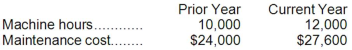 Prior Year Current Year
Machine hours............ 10,000 12,000
Maintenance cost........ $24,000 $27,600